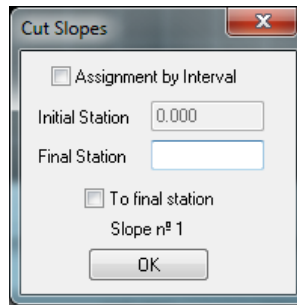 Cut Slopes
Assignment by Interval
Initial Station 0.000
Final Station
To final station
Slope nº 1
OK